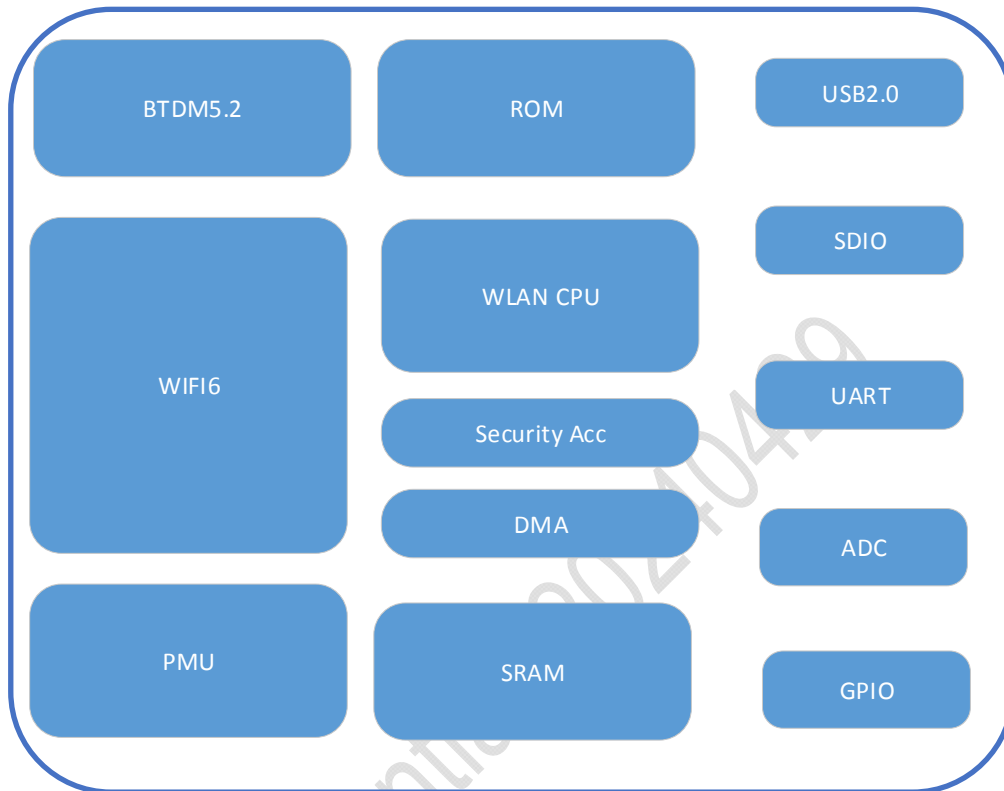 BTDM5.2
ROM
USB2.0
SDIO
WLAN CPU
WIFI6
UART
Security Acc
DMA
ADC
PMU
SRAM
GPIO